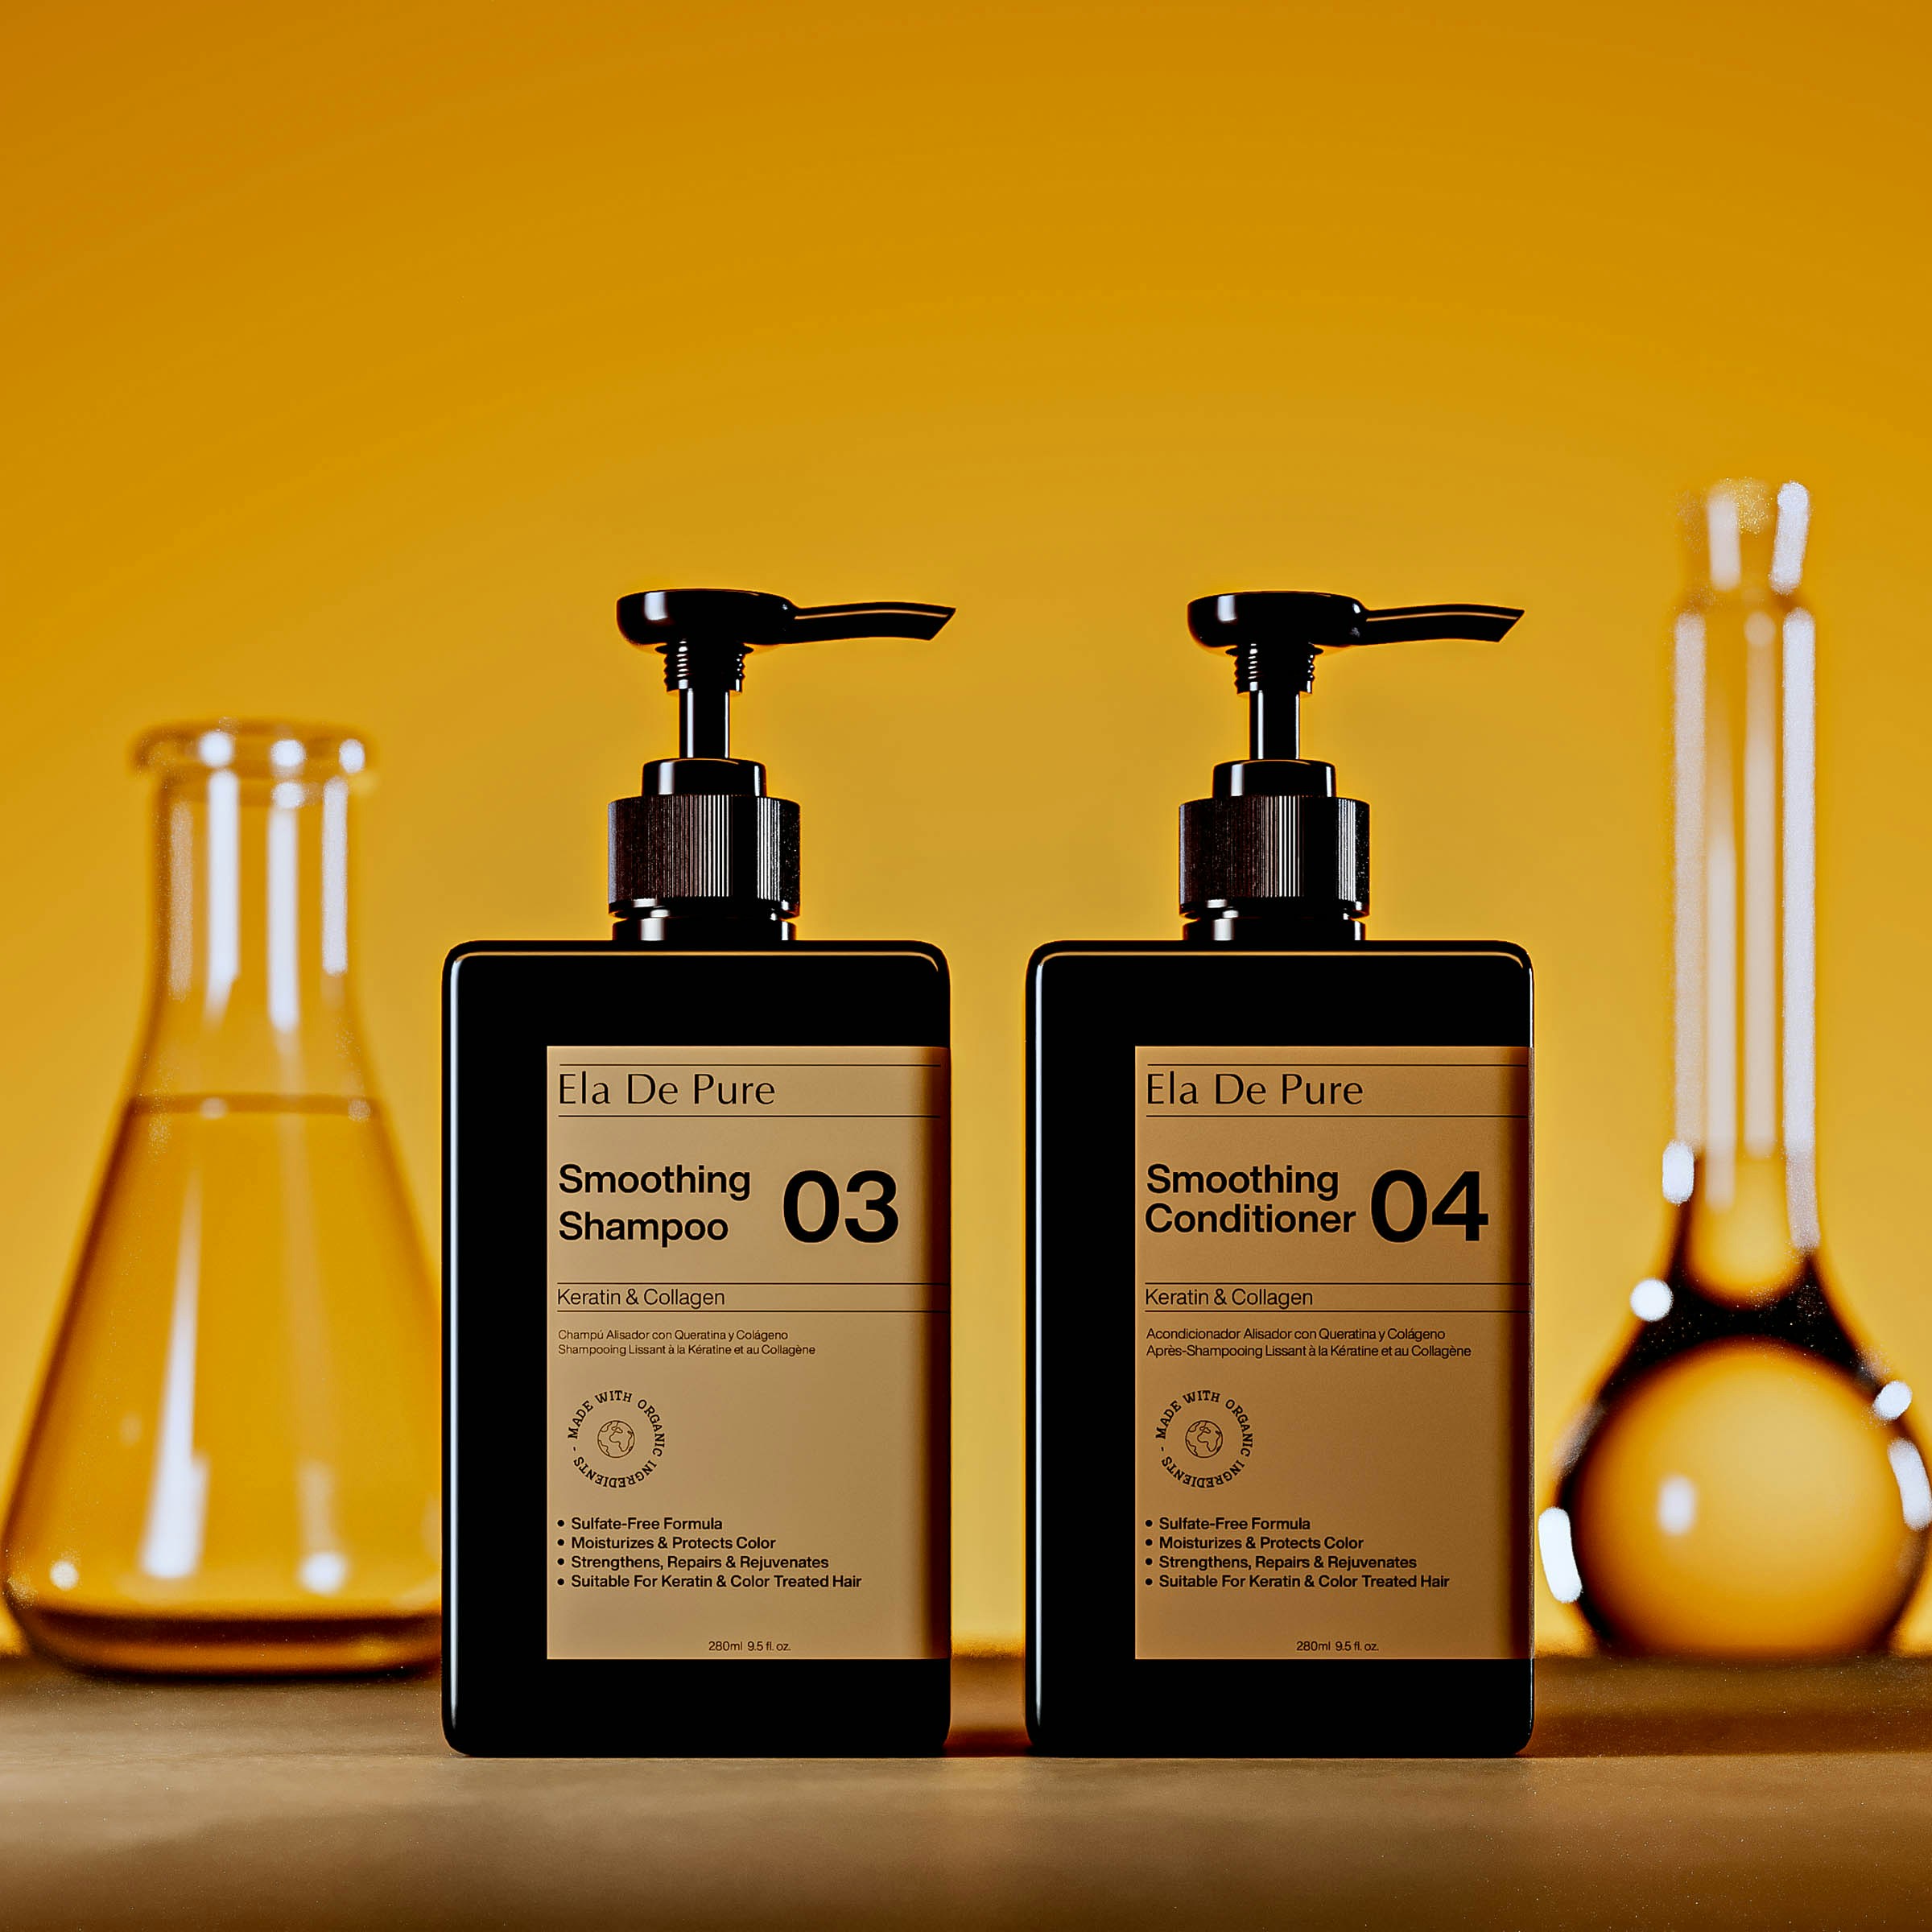 Ela De Pure
Smoothing
Shampoo
03
Keratin & Collagen
Champú Alisador con Queratina y Colágeno
Shampooing Lissant à la Kératine et au Collagène
MADE WITH ORGANIC INGREDIENTS -
• Sulfate-Free Formula
• Moisturizes & Protects Color
• Strengthens, Repairs & Rejuvenates
• Suitable For Keratin & Color Treated Hair
280ml 9.5 fl. oz.
Ela De Pure
Smoothing
Conditioner
04
Keratin & Collagen
Acondicionador Alisador con Queratina y Colágeno
Après-Shampooing Lissant à la Kératine et au Collagène
MADE WITH ORGANIC INGREDIENTS -
• Sulfate-Free Formula
• Moisturizes & Protects Color
• Strengthens, Repairs & Rejuvenates
• Suitable For Keratin & Color Treated Hair
280ml 9.5 fl. oz.